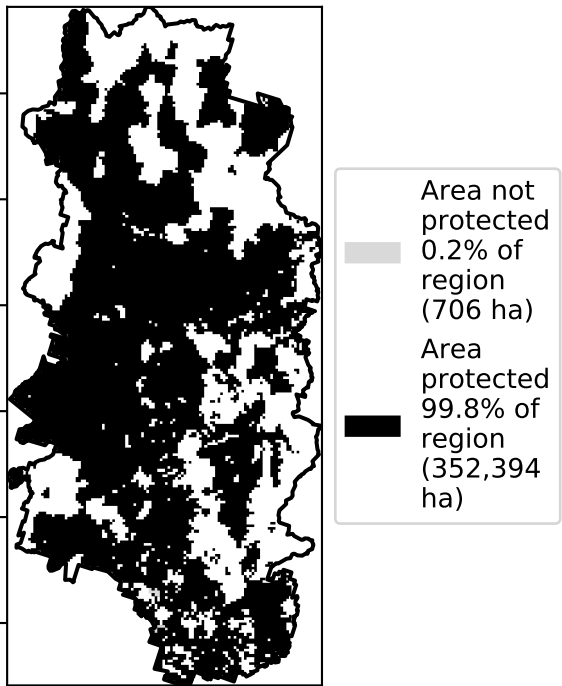 Area not
protected
0.2% of
region
(706 ha)
Area
protected
99.8% of
region
(352,394
ha)